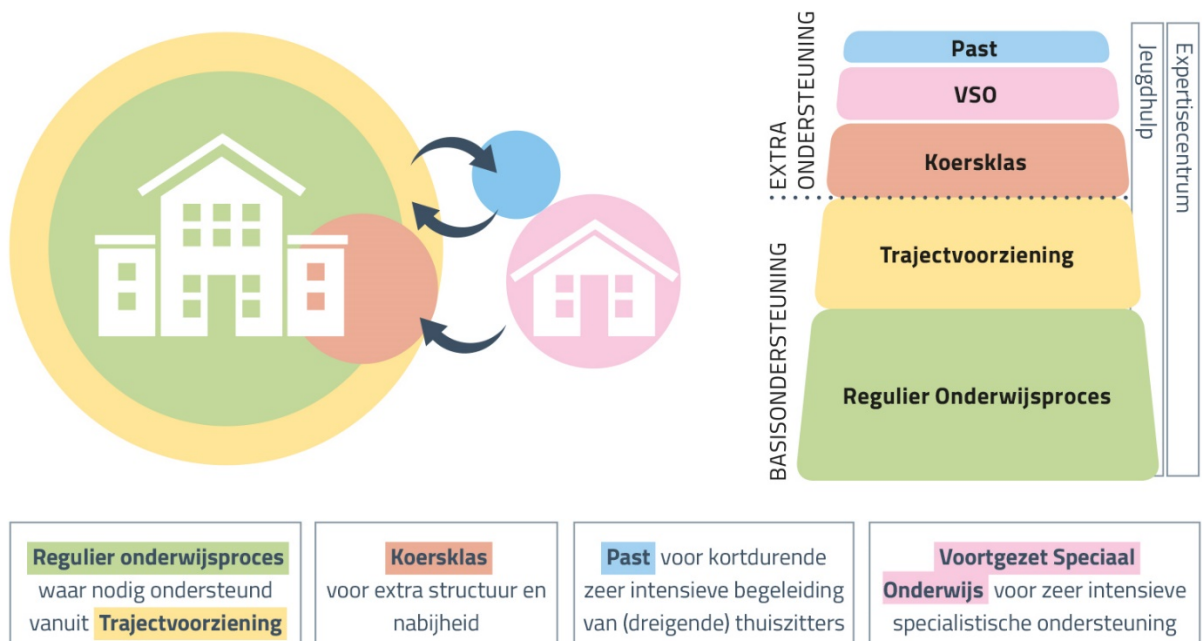 EXTRA
ONDERSTEUNING
BASISONDERSTEUNING
Past
VSO
Koersklas
Trajectvoorziening
Regulier Onderwijsproces
Jeugdhulp
Expertisecentrum
Regulier onderwijsproces
waar nodig ondersteund
vanuit Trajectvoorziening
Koersklas
voor extra structuur en
nabijheid
Past voor kortdurende
zeer intensieve begeleiding
van (dreigende) thuiszitters
Voortgezet Speciaal
Onderwijs voor zeer intensieve
specialistische ondersteuning